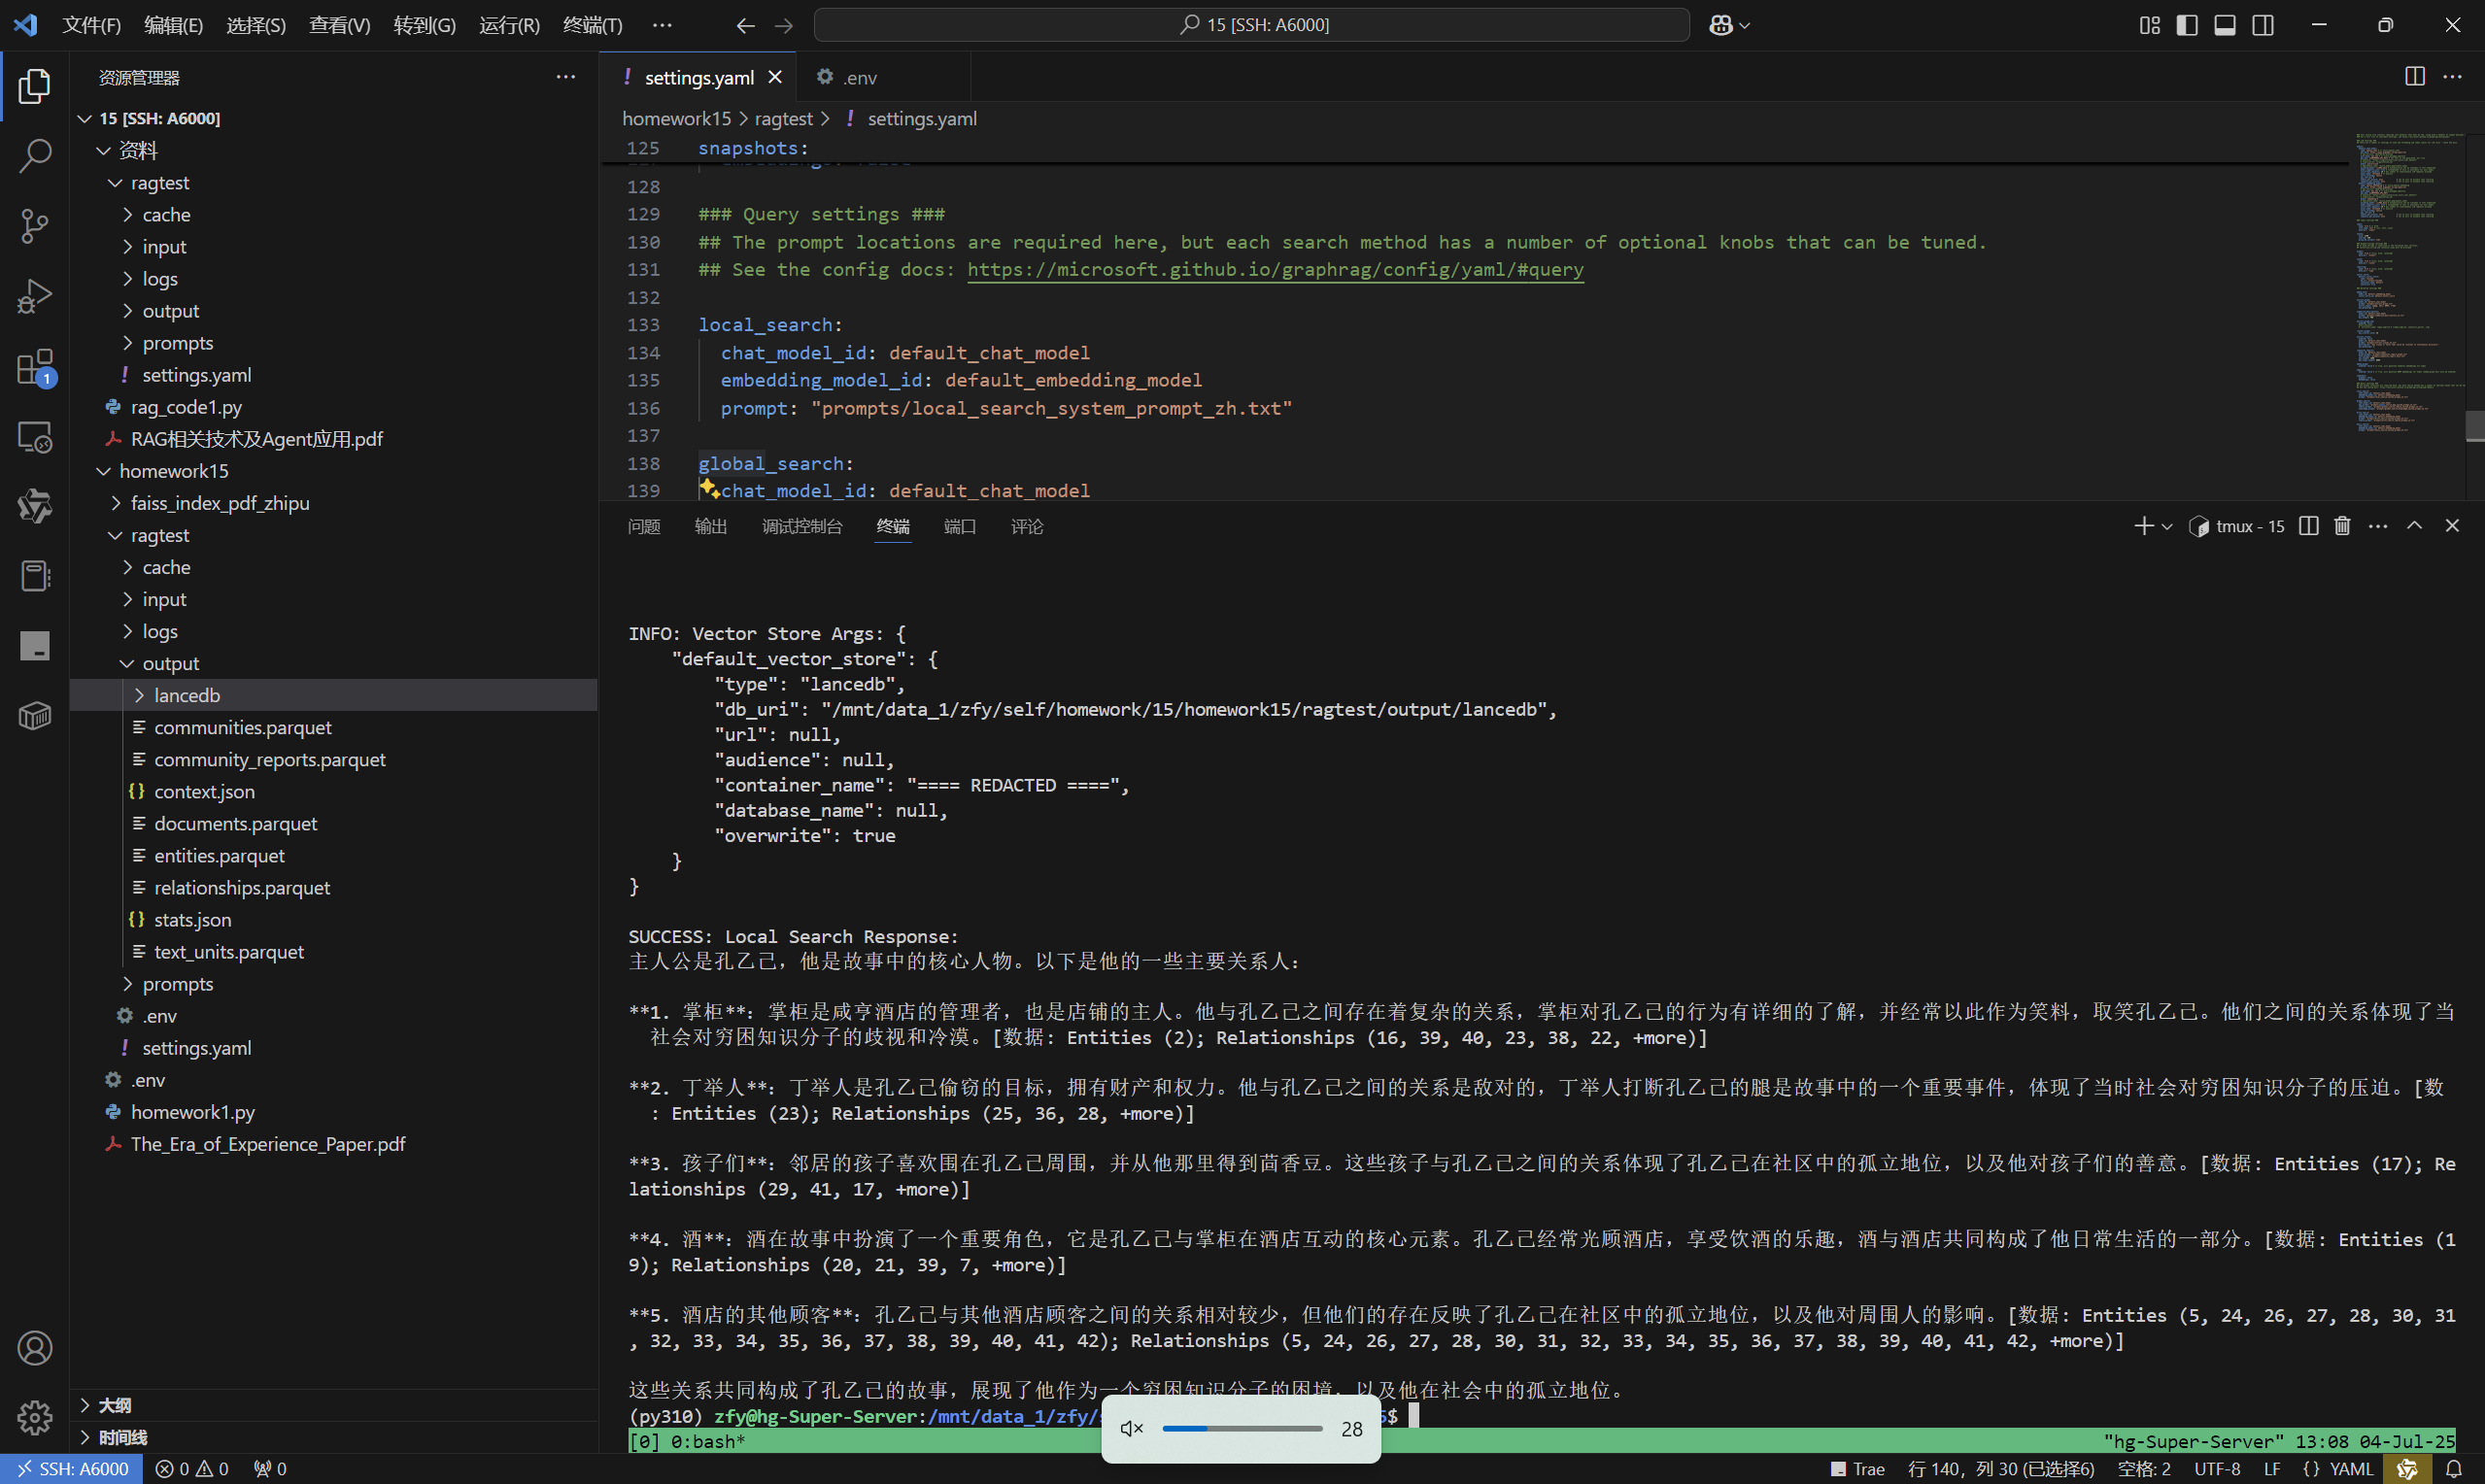 文件(F) 编辑(E) 选择(S) 查看(V) 转到(G) 运行(R) 终端(T) ···
15 [SSH: A6000]
资源管理器
15 [SSH: A6000]
资料
ragtest
cache
input
logs
output
prompts
settings.yaml
rag_code1.py
RAG相关技术及Agent应用.pdf
homework15
faiss_index_pdf_zhipu
ragtest
cache
input
logs
output
lancedb
communities.parquet
community_reports.parquet
context.json
documents.parquet
entities.parquet
relationships.parquet
stats.json
text_units.parquet
prompts
.env
settings.yaml
.env
homework1.py
The_Era_of_Experience_Paper.pdf
大纲
时间线
1
settings.yaml .env
homework15 > ragtest > ! settings.yaml
125 snapshots:
128
129 ### Query settings ###
130 ## The prompt locations are required here, but each search method has a number of optional knobs that can be tuned.
131 ## See the config docs: https://microsoft.github.io/graphrag/config/yaml/#query
132
133 local_search:
134 chat_model_id: default_chat_model
135 embedding_model_id: default_embedding_model
136 prompt: "prompts/local_search_system_prompt_zh.txt"
137
138 global_search:
139 chat_model_id: default_chat_model
问题 输出 调试控制台 终端 端口 评论
tmux - 15
INFO: Vector Store Args: {
"default_vector_store": {
"type": "lancedb",
"db_uri": "/mnt/data_1/zfy/self/homework/15/homework15/ragtest/output/lancedb",
"url": null,
"audience": null,
"container_name": "==== REDACTED ====",
"database_name": null,
"overwrite": true
}
}
SUCCESS: Local Search Response:
主人公是孔乙己，他是故事中的核心人物。以下是他的一些主要关系人：
**1. 掌柜**: 掌柜是咸亨酒店的管理者，也是店铺的主人。他与孔乙己之间存在着复杂的关系，掌柜对孔乙己的行为有详细的了解，并经常以此作为笑料，取笑孔乙己。他们之间的关系体现了当
社会对穷困知识分子的歧视和冷漠。[数据: Entities (2); Relationships (16, 39, 40, 23, 38, 22, +more)]
**2. 丁举人**: 丁举人是孔乙己偷窃的目标，拥有财产和权力。他与孔乙己之间的关系是敌对的，丁举人打断孔乙己的腿是故事中的一个重要事件，体现了当时社会对穷困知识分子的压迫。[数
: Entities (23); Relationships (25, 36, 28, +more)]
**3. 孩子们**: 邻居的孩子喜欢围在孔乙己周围，并从他那里得到茴香豆。这些孩子与孔乙己之间的关系体现了孔乙己在社区中的孤立地位，以及他对孩子们的善意。[数据: Entities (17); Re
lationships (29, 41, 17, +more)]
**4. 酒**: 酒在故事中扮演了一个重要角色，它是孔乙己与掌柜在酒店互动的核心元素。孔乙己经常光顾酒店，享受饮酒的乐趣，酒与酒店共同构成了他日常生活的一部分。[数据: Entities (1
9); Relationships (20, 21, 39, 7, +more)]
**5. 酒店的其他顾客**: 孔乙己与其他酒店顾客之间的关系相对较少，但他们的存在反映了孔乙己在社区中的孤立地位，以及他对周围人的影响。[数据: Entities (5, 24, 26, 27, 28, 30, 31
, 32, 33, 34, 35, 36, 37, 38, 39, 40, 41, 42); Relationships (5, 24, 26, 27, 28, 30, 31, 32, 33, 34, 35, 36, 37, 38, 39, 40, 41, 42, +more)]
这些关系共同构成了孔乙己的故事，展现了他作为一个穷困知识分子的困境，以及他在社会中的孤立地位。
(py310) zfy@hg-Super-Server:/mnt/data_1/zfy/ $
28
[0] 0:bash* "hg-Super-Server" 13:08 04-Jul-25
SSH: A6000 0 0 0 Trae 行 140, 列 30 (已选择6) 空格: 2 UTF-8 LF {} YAML